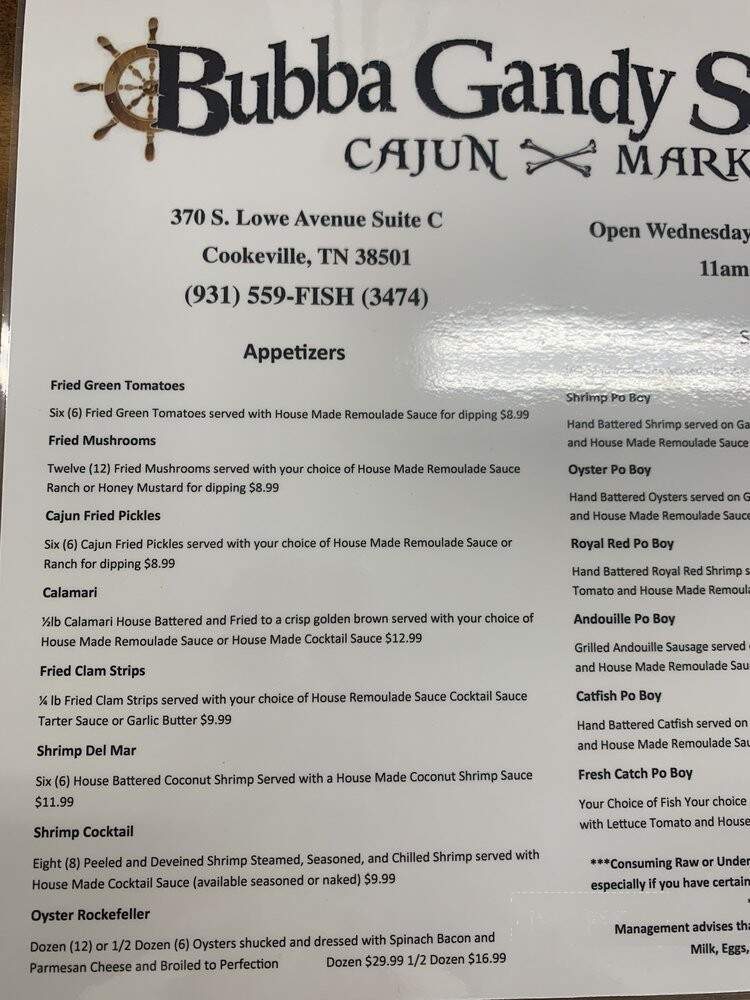 Bubba Gandy S
CAJUN MARK
370 S. Lowe Avenue Suite C
Cookeville, TN 38501
(931) 559-FISH (3474)
Open Wednesday
11am
Appetizers
Fried Green Tomatoes
Six (6) Fried Green Tomatoes served with House Made Remoulade Sauce for dipping $8.99
Fried Mushrooms
Twelve (12) Fried Mushrooms served with your choice of House Made Remoulade Sauce
Ranch or Honey Mustard for dipping $8.99
Cajun Fried Pickles
Six (6) Cajun Fried Pickles served with your choice of House Made Remoulade Sauce or
Ranch for dipping $8.99
Calamari
½lb Calamari House Battered and Fried to a crisp golden brown served with your choice of
House Made Remoulade Sauce or House Made Cocktail Sauce $12.99
Fried Clam Strips
¼ lb Fried Clam Strips served with your choice of House Remoulade Sauce Cocktail Sauce
Tarter Sauce or Garlic Butter $9.99
Shrimp Del Mar
Six (6) House Battered Coconut Shrimp Served with a House Made Coconut Shrimp Sauce
$11.99
Shrimp Cocktail
Eight (8) Peeled and Deveined Shrimp Steamed, Seasoned, and Chilled Shrimp served with
House Made Cocktail Sauce (available seasoned or naked) $9.99
Oyster Rockefeller
Dozen (12) or 1/2 Dozen (6) Oysters shucked and dressed with Spinach Bacon and
Parmesan Cheese and Broiled to Perfection Dozen $29.99 1/2 Dozen $16.99
S
Shrimp Po Boy
Hand Battered Shrimp served on Ga
and House Made Remoulade Sauce
Oyster Po Boy
Hand Battered Oysters served on G
and House Made Remoulade Sauce
Royal Red Po Boy
Hand Battered Royal Red Shrimp s
Tomato and House Made Remoula
Andouille Po Boy
Grilled Andouille Sausage served
and House Made Remoulade Sau
Catfish Po Boy
Hand Battered Catfish served on
and House Made Remoulade Sau
Fresh Catch Po Boy
Your Choice of Fish Your choice
with Lettuce Tomato and House
***Consuming Raw or Under
especially if you have certain
Management advises tha
Milk, Eggs,